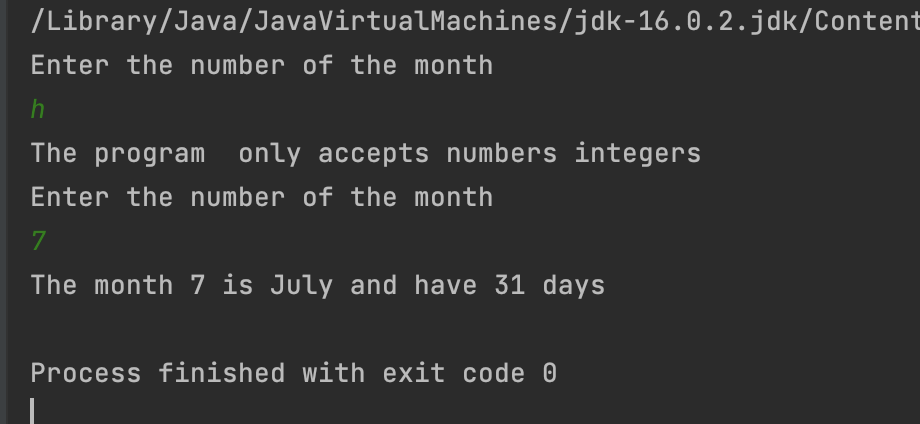 /Library/Java/JavaVirtualMachines/jdk-16.0.2.jdk/Content
Enter the number of the month
h
The program  only accepts numbers integers
Enter the number of the month
7
The month 7 is July and have 31 days
Process finished with exit code 0